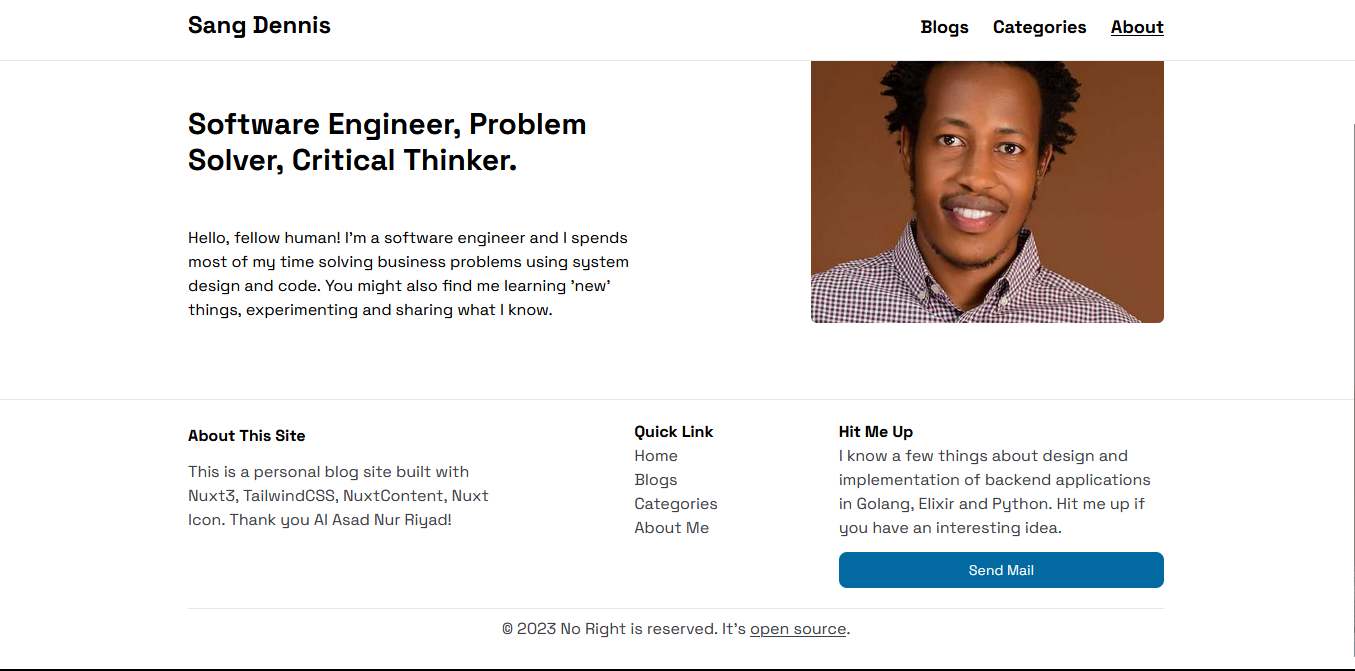 Sang Dennis
Blogs Categories About
Software Engineer, Problem
Solver, Critical Thinker.
Hello, fellow human! I'm a software engineer and I spends
most of my time solving business problems using system
design and code. You might also find me learning 'new'
things, experimenting and sharing what I know.
About This Site
This is a personal blog site built with
Nuxt3, TailwindCSS, NuxtContent, Nuxt
Icon. Thank you Al Asad Nur Riyad!
Quick Link
Home
Blogs
Categories
About Me
Hit Me Up
I know a few things about design and
implementation of backend applications
in Golang, Elixir and Python. Hit me up if
you have an interesting idea.
Send Mail
© 2023 No Right is reserved. It's open source.